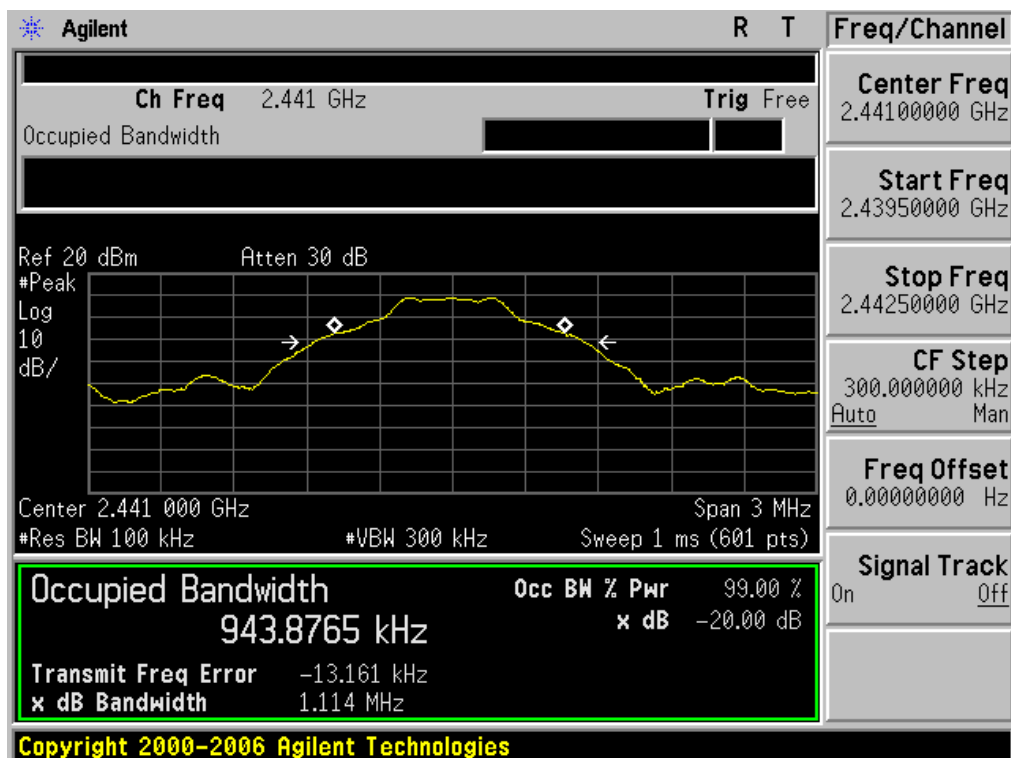 Agilent R T
Freq/Channel
Ch Freq 2.441 GHz Trig Free
Occupied Bandwidth
Center Freq
2.44100000 GHz
Start Freq
2.43950000 GHz
Stop Freq
2.44250000 GHz
CF Step
300.000000 kHz
Auto Man
Freq Offset
0.00000000 Hz
Signal Track
On Off
Ref 20 dBm Atten 30 dB
#Peak
Log
10
dB/
Center 2.441 000 GHz Span 3 MHz
#Res BW 100 kHz #VBW 300 kHz Sweep 1 ms (601 pts)
Occupied Bandwidth
943.8765 kHz
Occ BW % Pwr 99.00 %
x dB -20.00 dB
Transmit Freq Error -13.161 kHz
x dB Bandwidth 1.114 MHz
Copyright 2000-2006 Agilent Technologies